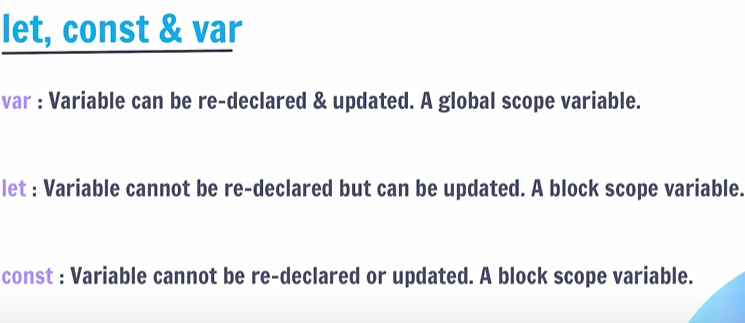 let, const & var
var : Variable can be re-declared & updated. A global scope variable.
let : Variable cannot be re-declared but can be updated. A block scope variable.
const : Variable cannot be re-declared or updated. A block scope variable.